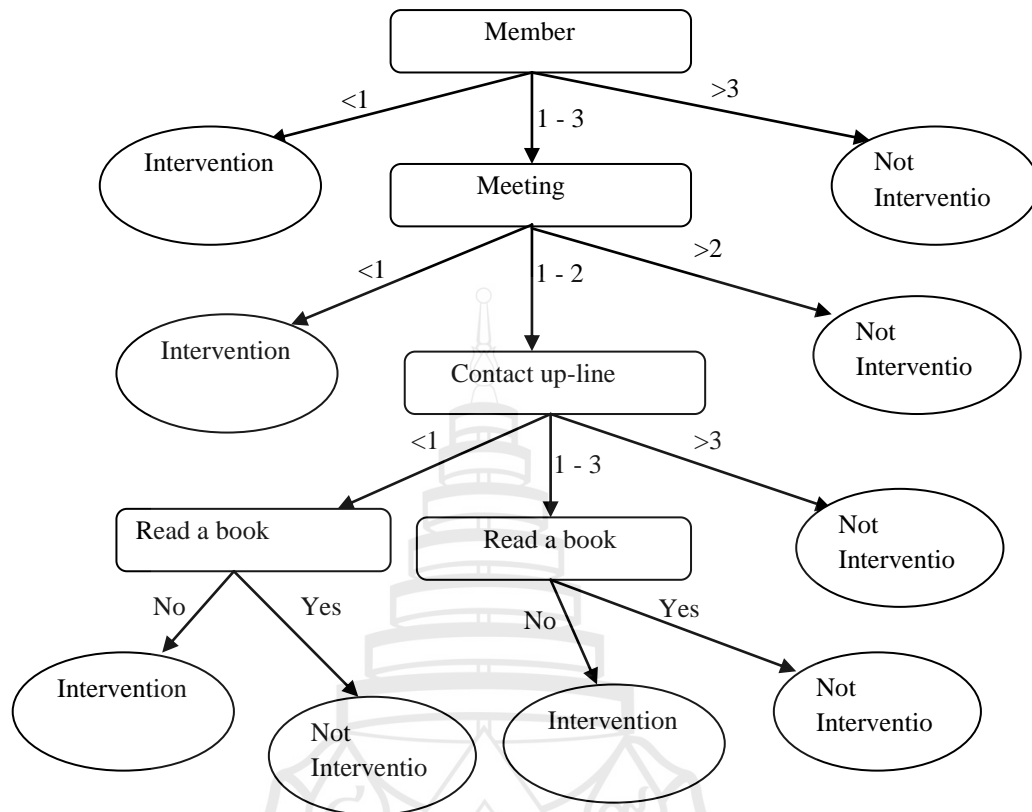 Member
<1
1 - 3
>3
Intervention
Meeting
Not
Interventio
<1
1 - 2
>2
Intervention
Contact up-line
Not
Interventio
<1
1 - 3
>3
Read a book
Read a book
Not
Interventio
No
Yes
No
Yes
Intervention
Not
Interventio
Intervention
Not
Interventio